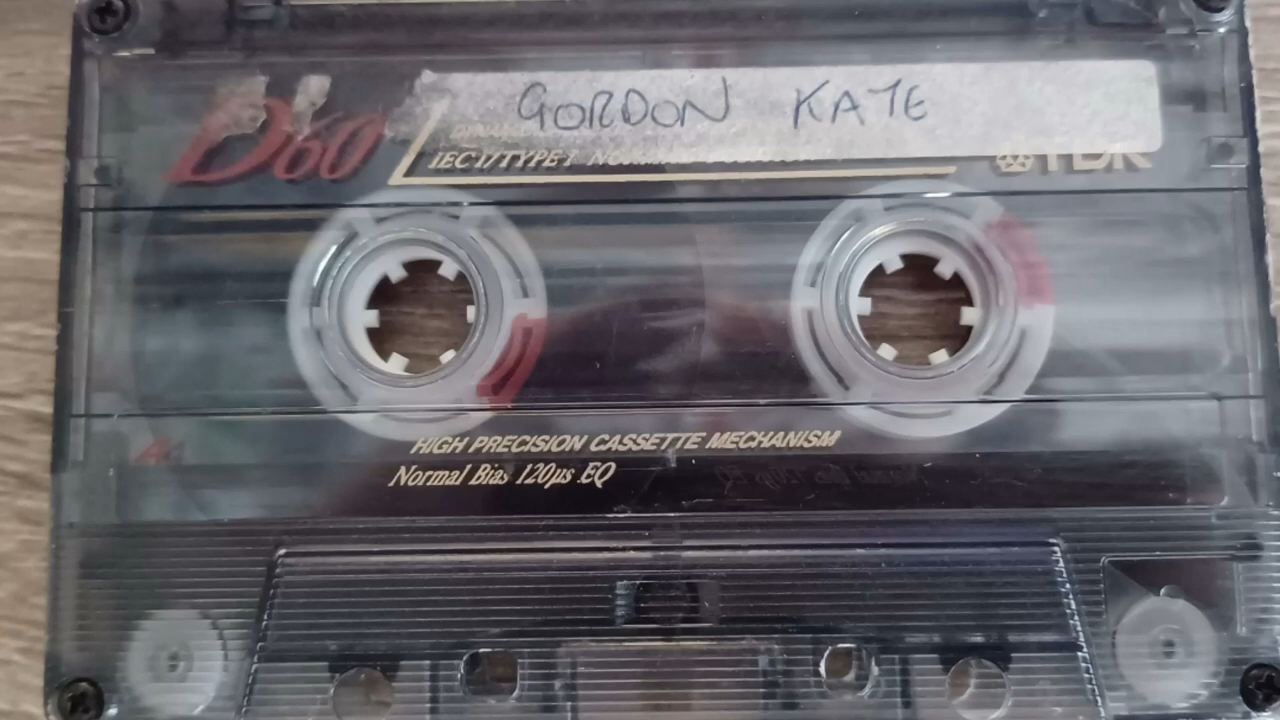 GORDON KATE
D60
IEC I/TYPE I
TDK
HIGH PRECISION CASSETTE MECHANISM
Normal Bias 120µs EQ